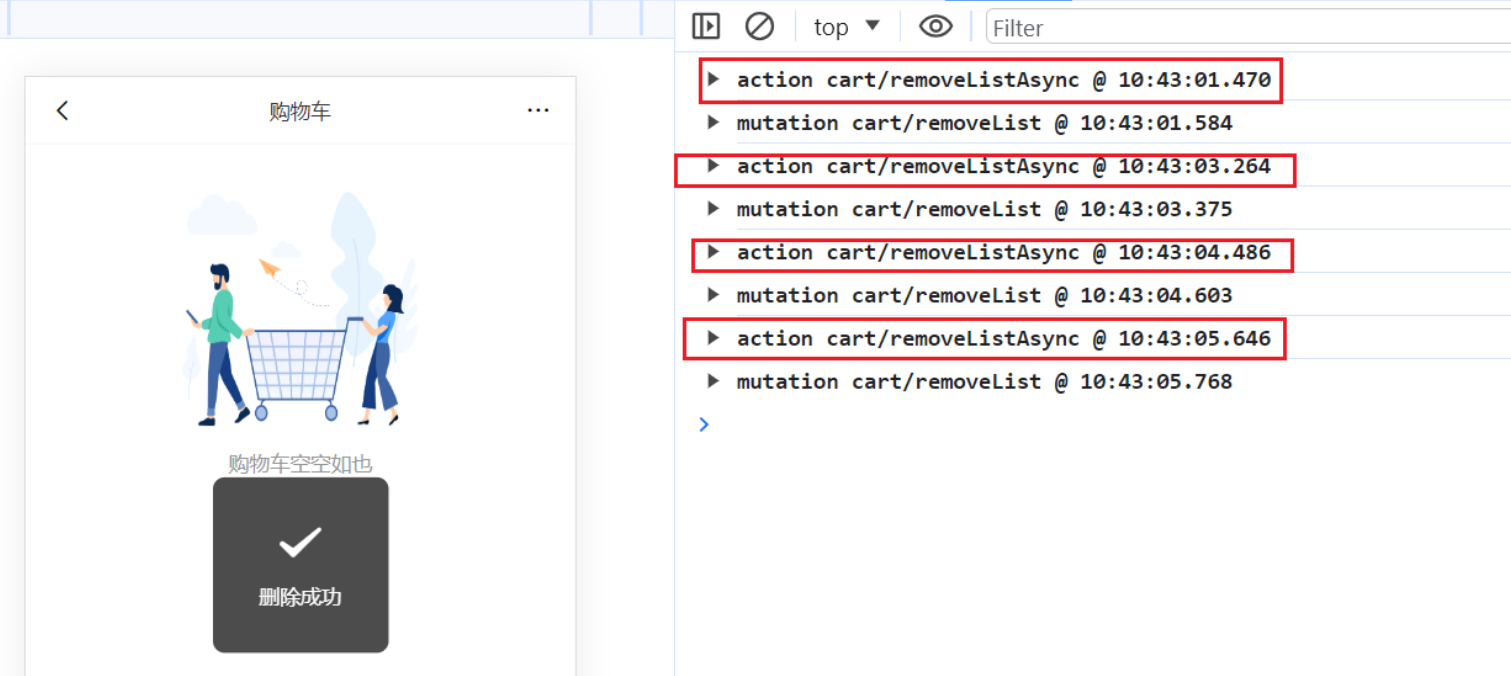 购物车
购物车空空如也
删除成功
top
Filter
action cart/removeListAsync @ 10:43:01.470
mutation cart/removeList @ 10:43:01.584
action cart/removeListAsync @ 10:43:03.264
mutation cart/removeList @ 10:43:03.375
action cart/removeListAsync @ 10:43:04.486
mutation cart/removeList @ 10:43:04.603
action cart/removeListAsync @ 10:43:05.646
mutation cart/removeList @ 10:43:05.768